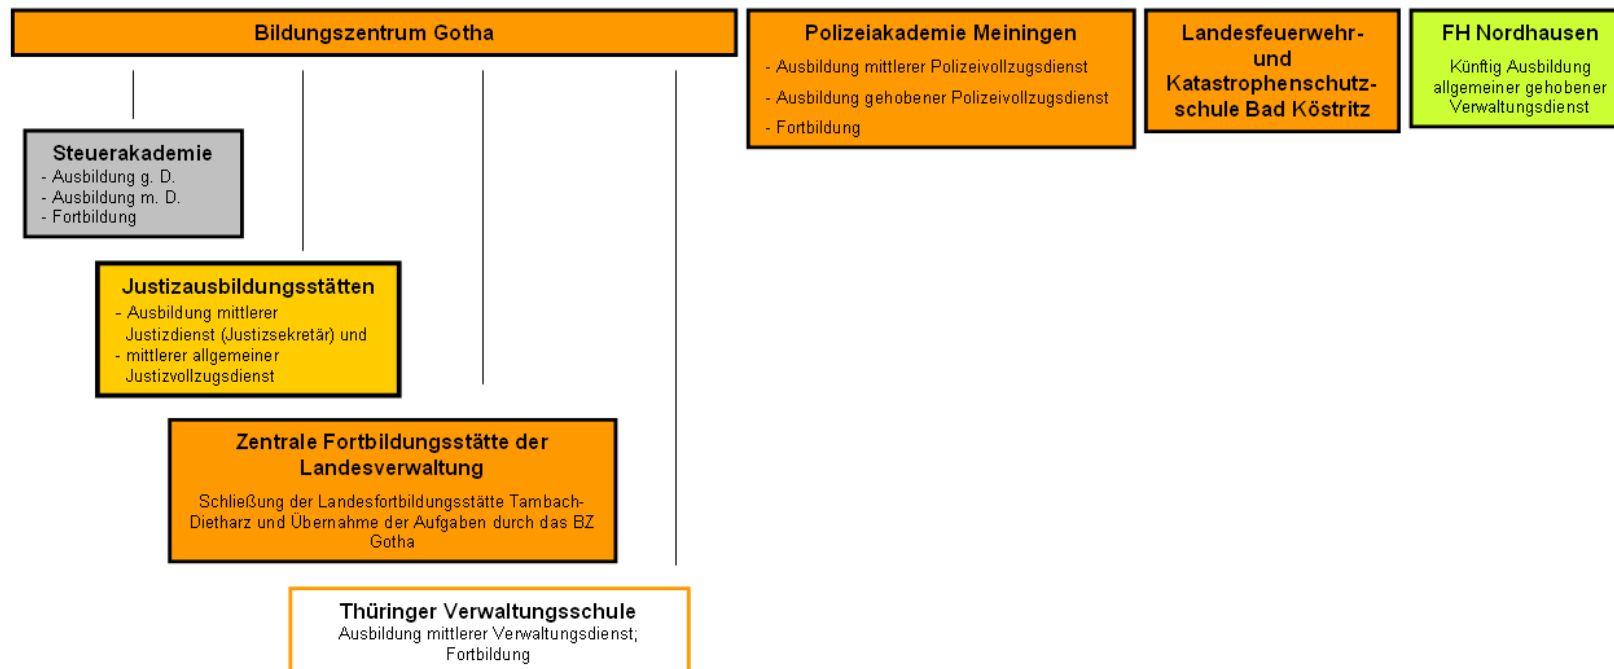 Bildungszentrum Gotha
Polizeiakademie Meiningen
- Ausbildung mittlerer Polizeivollzugsdienst
- Ausbildung gehobener Polizeivollzugsdienst
- Fortbildung
Landesfeuerwehr-
und
Katastrophenschutz-
schule Bad Köstritz
FH Nordhausen
Künftig Ausbildung
allgemeiner gehobener
Verwaltungsdienst
Steuerakademie
- Ausbildung g. D.
- Ausbildung m. D.
- Fortbildung
Justizausbildungsstätten
- Ausbildung mittlerer
Justizdienst (Justizsekretär) und
- mittlerer allgemeiner
Justizvollzugsdienst
Zentrale Fortbildungsstätte der
Landesverwaltung
Schließung der Landesfortbildungsstätte Tambach-
Dietharz und Übernahme der Aufgaben durch das BZ
Gotha
Thüringer Verwaltungsschule
Ausbildung mittlerer Verwaltungsdienst;
Fortbildung